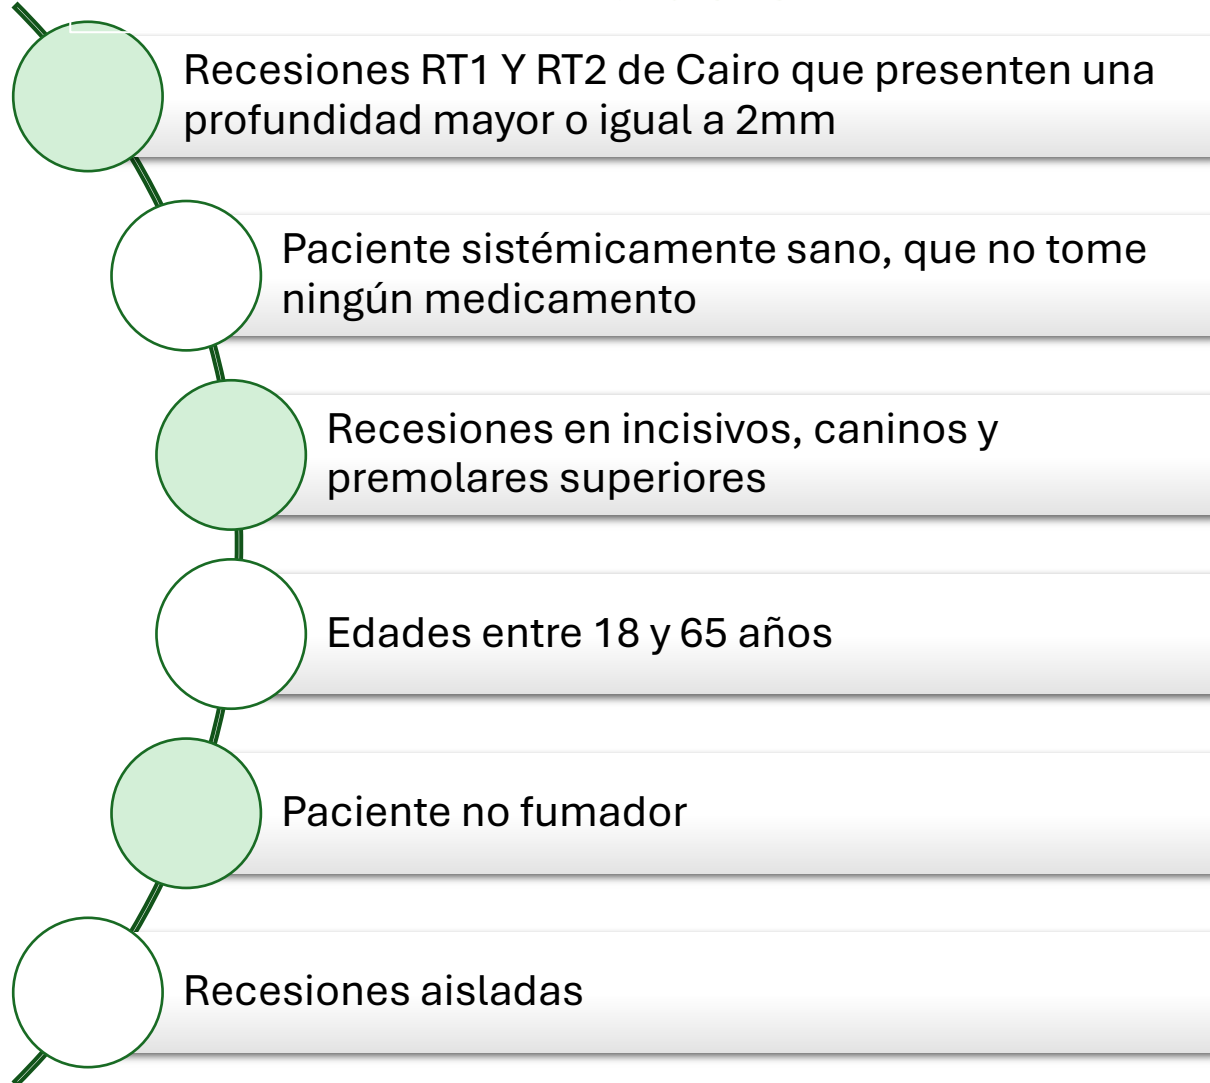 Recesiones RT1 Y RT2 de Cairo que presenten una
profundidad mayor o igual a 2mm
Paciente sistémicamente sano, que no tome
ningún medicamento
Recesiones en incisivos, caninos y
premolares superiores
Edades entre 18 y 65 años
Paciente no fumador
Recesiones aisladas